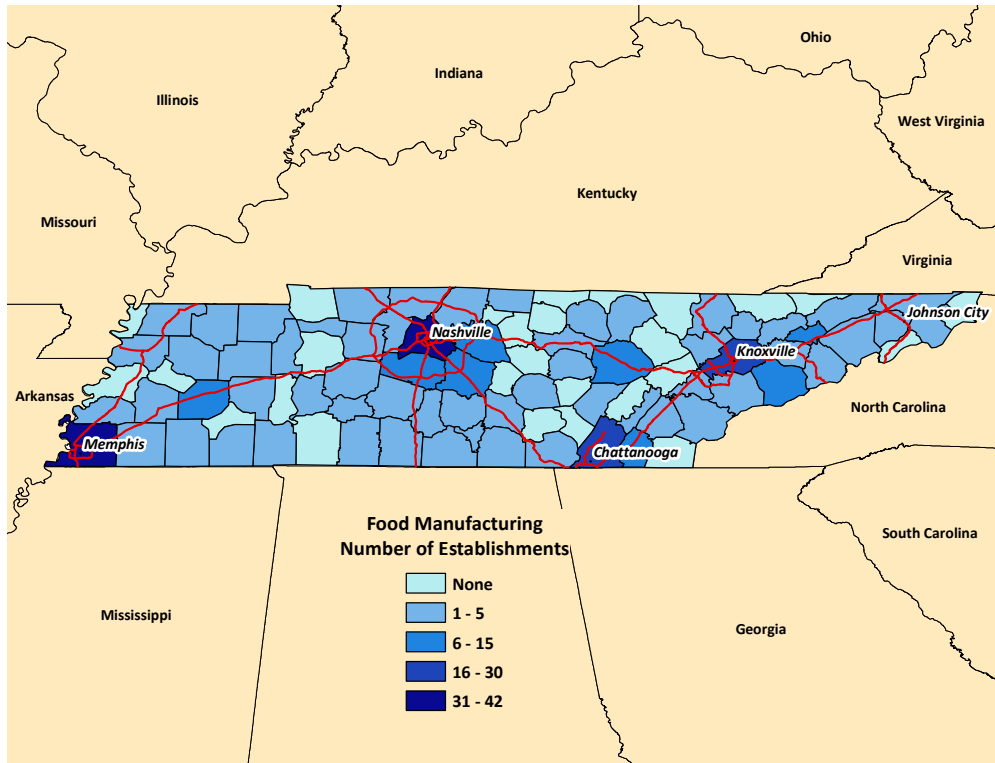 Ohio
Indiana
Illinois
West Virginia
Kentucky
Missouri
Virginia
Johnson City
Nashville
Knoxville
Arkansas
North Carolina
Memphis
Chattanooga
Food Manufacturing
Number of Establishments
South Carolina
None
1 - 5
Mississippi
Georgia
6 - 15
16 - 30
31 - 42